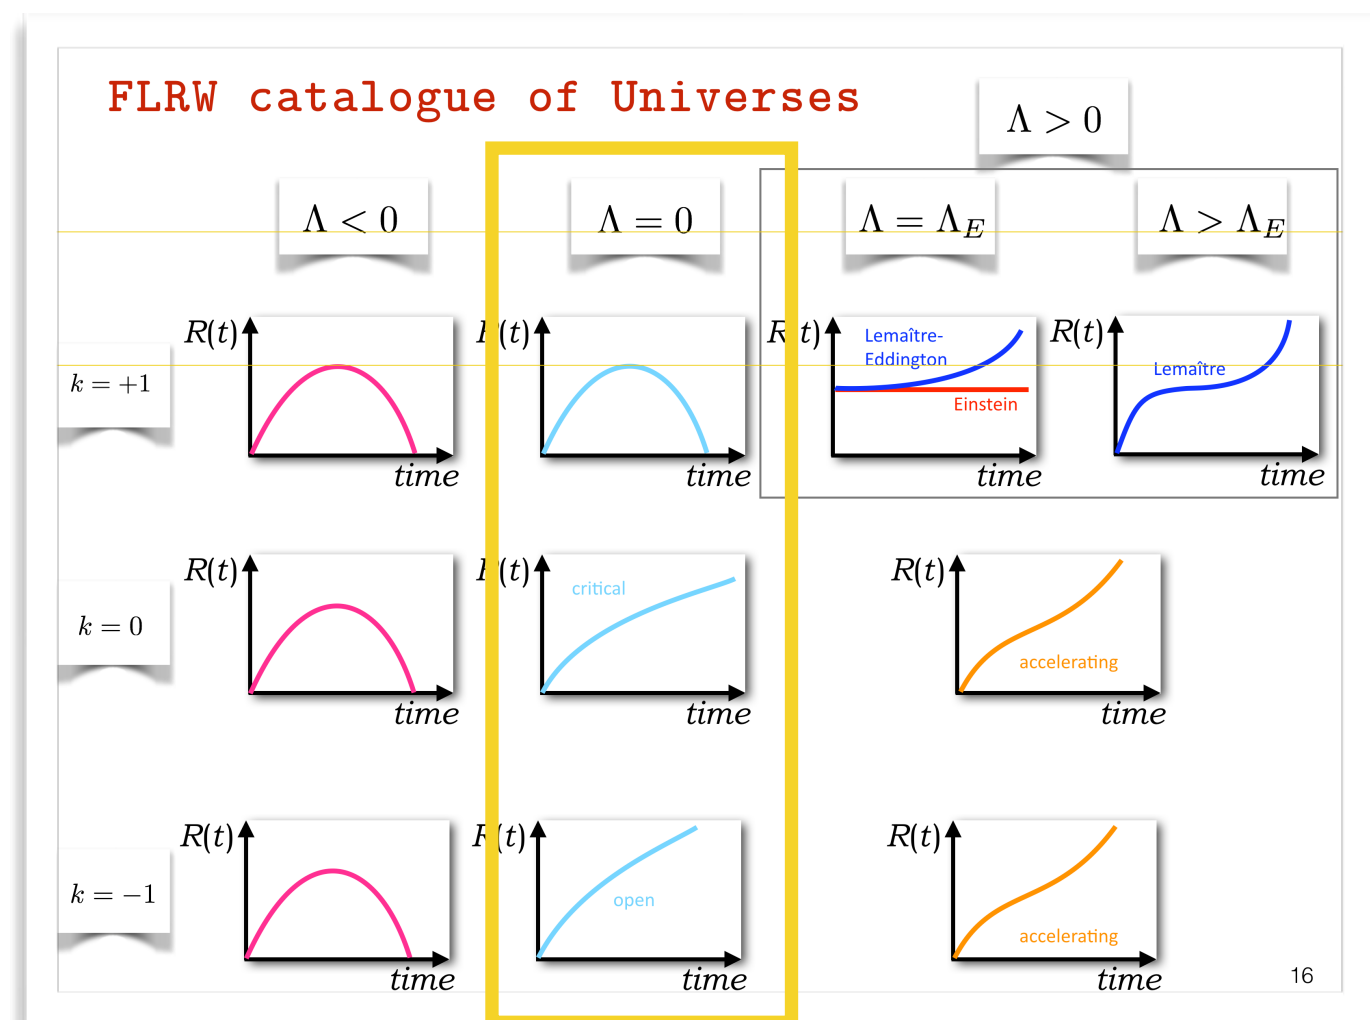 FLRW catalogue of Universes
Λ > 0
Λ < 0
Λ = 0
Λ = Λ_E
Λ > Λ_E
k = +1
R(t)
time
R(t)
time
R(t)
Lemaître-
Eddington
Einstein
time
R(t)
Lemaître
time
k = 0
R(t)
time
R(t)
critical
time
R(t)
accelerating
time
k = −1
R(t)
time
R(t)
open
time
R(t)
accelerating
time
16